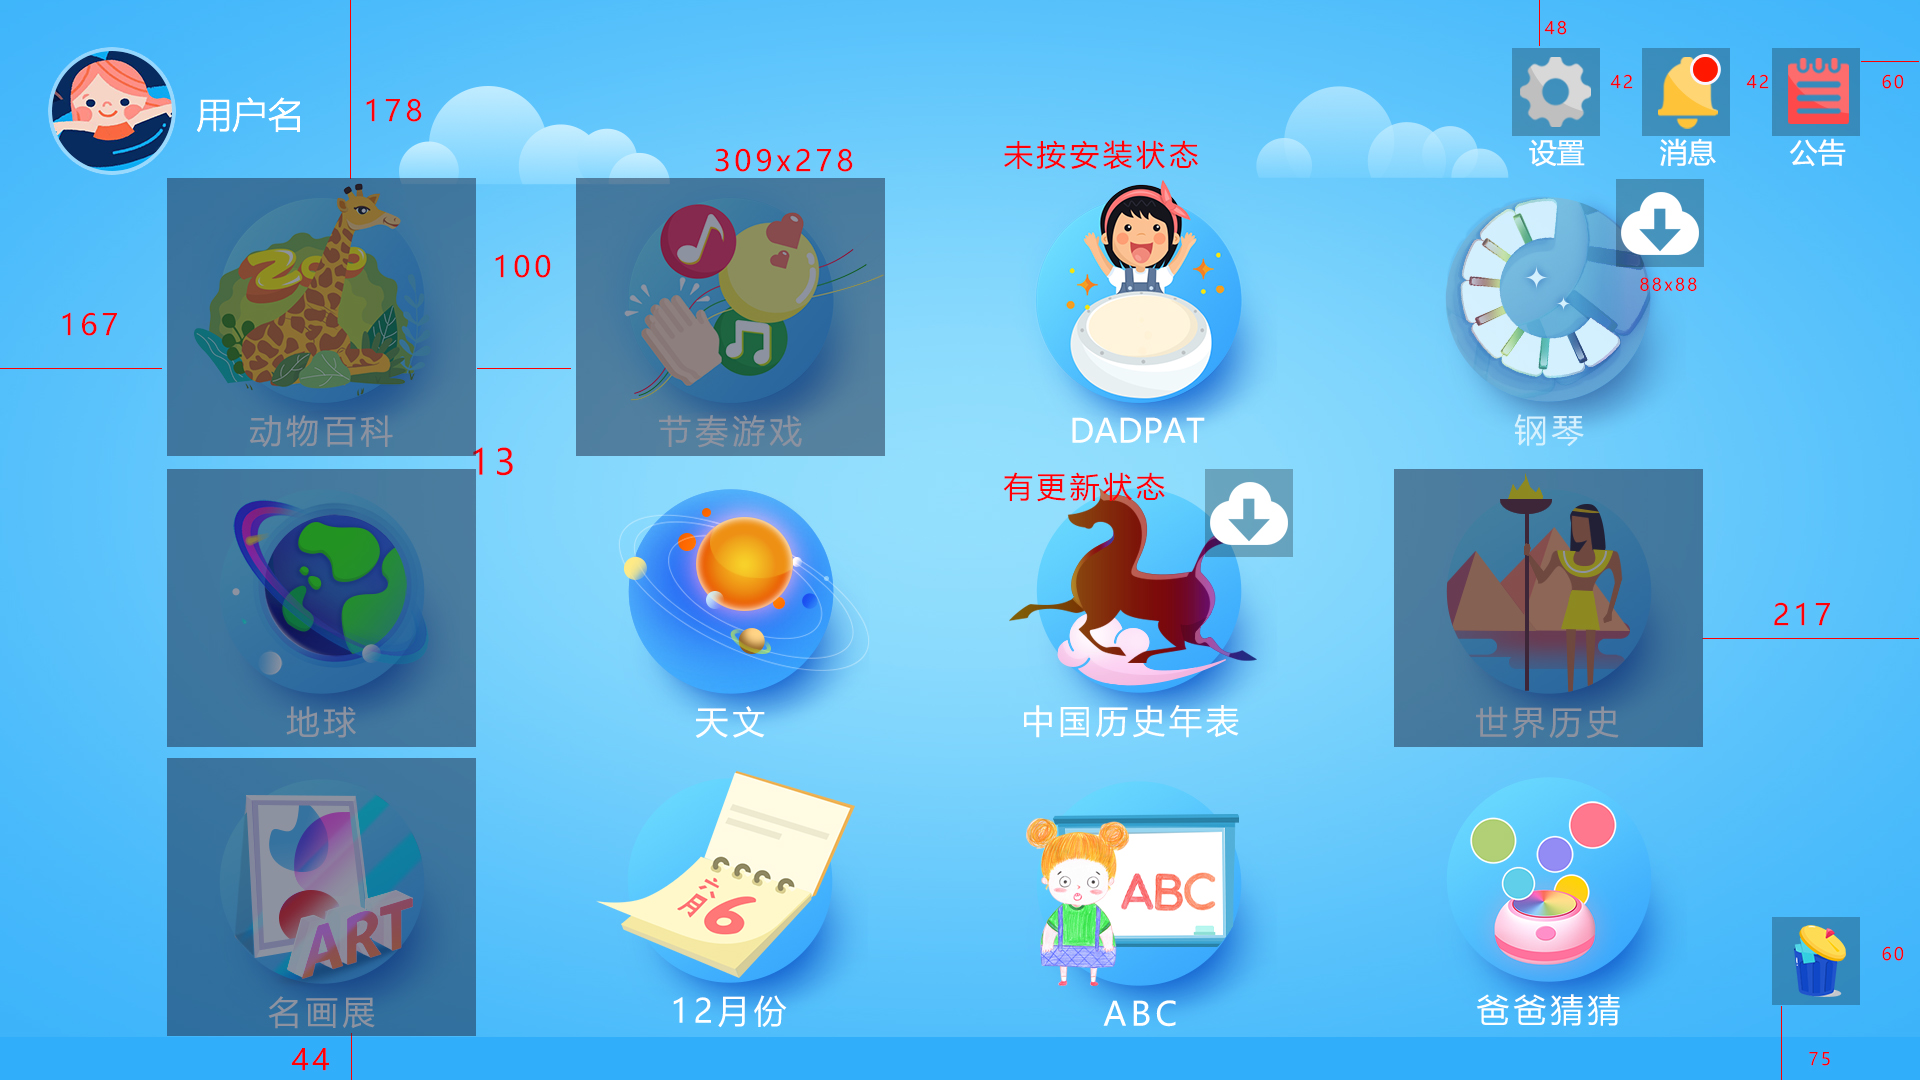 48
用户名
178
42
42
60
309x278
未按安装状态
设置
消息
公告
100
Zoo
88x88
167
动物百科
节奏游戏
DADPAT
钢琴
13
有更新状态
217
地球
天文
中国历史年表
世界历史
六月6
ABC
ART
60
名画展
12月份
ABC
爸爸猜猜
44
75